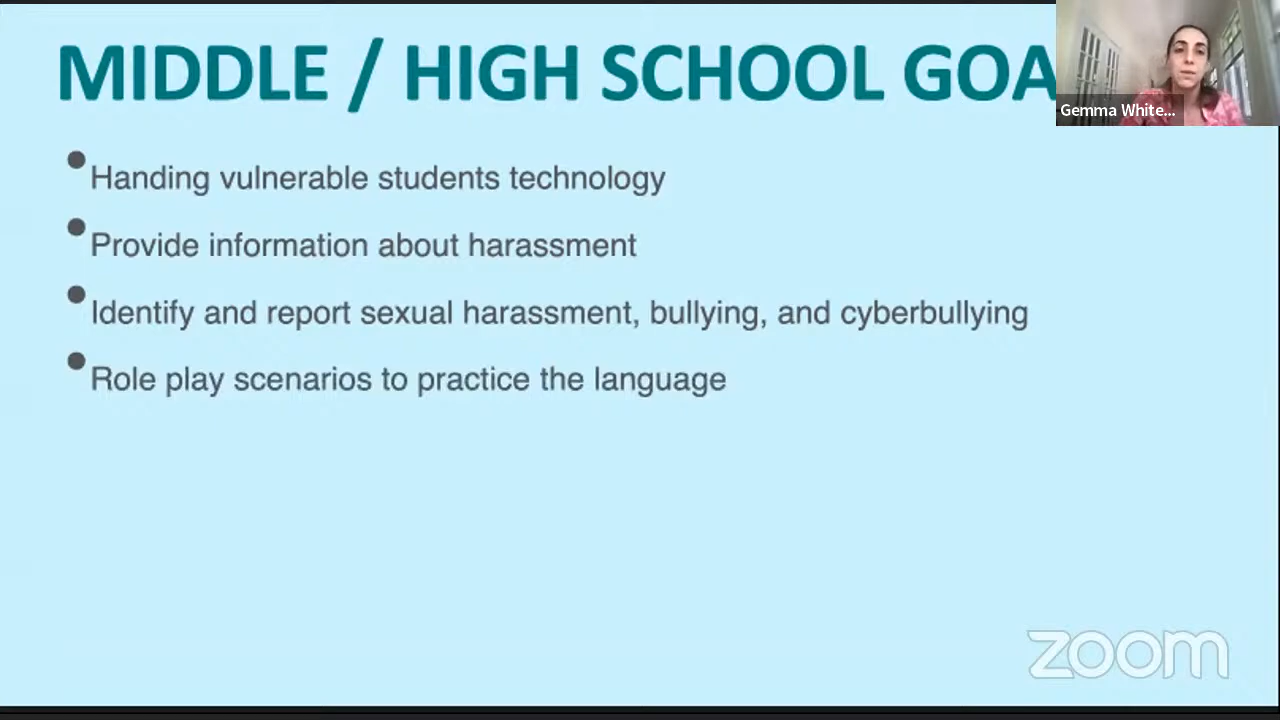 MIDDLE / HIGH SCHOOL GOA
Gemma White...
Handing vulnerable students technology
Provide information about harassment
Identify and report sexual harassment, bullying, and cyberbullying
Role play scenarios to practice the language
zoom